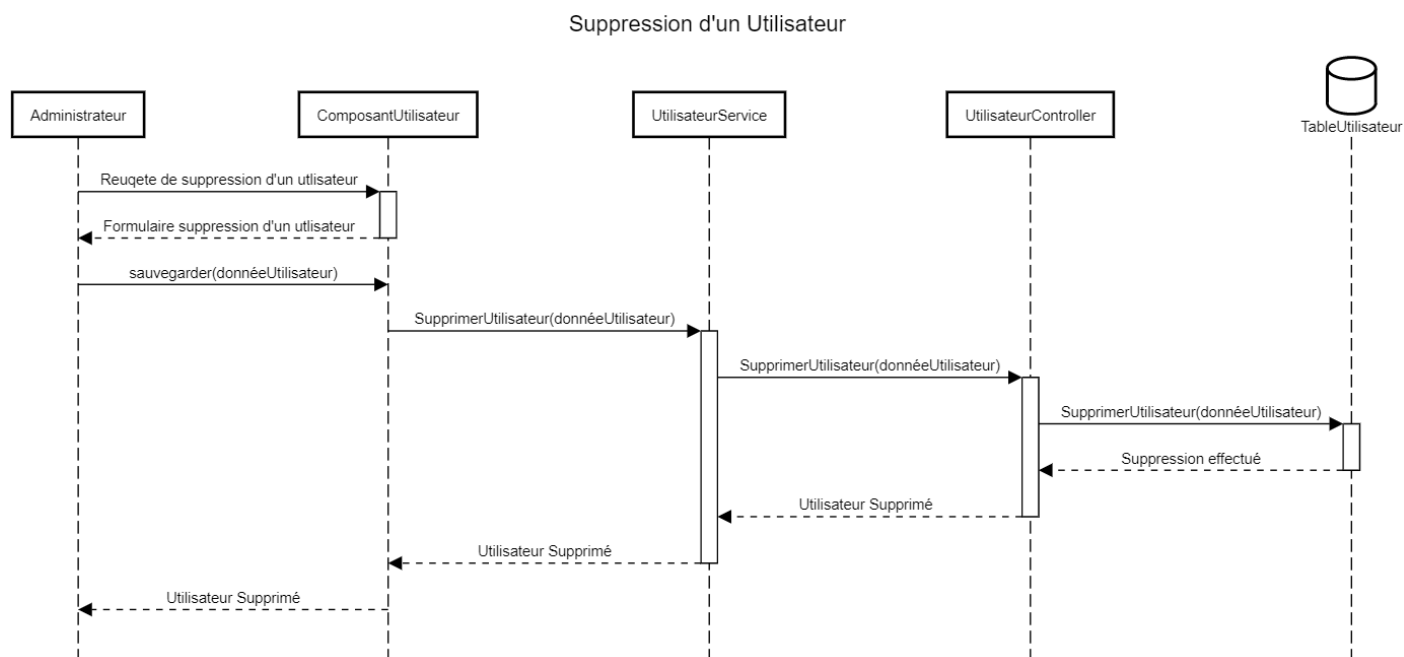 Suppression d'un Utilisateur
Administrateur
ComposantUtilisateur
UtilisateurService
UtilisateurController
TableUtilisateur
Reuqete de suppression d'un utlisateur
Formulaire suppression d'un utlisateur
sauvegarder(donnéeUtilisateur)
SupprimerUtilisateur(donnéeUtilisateur)
SupprimerUtilisateur(donnéeUtilisateur)
SupprimerUtilisateur(donnéeUtilisateur)
Suppression effectué
Utilisateur Supprimé
Utilisateur Supprimé
Utilisateur Supprimé